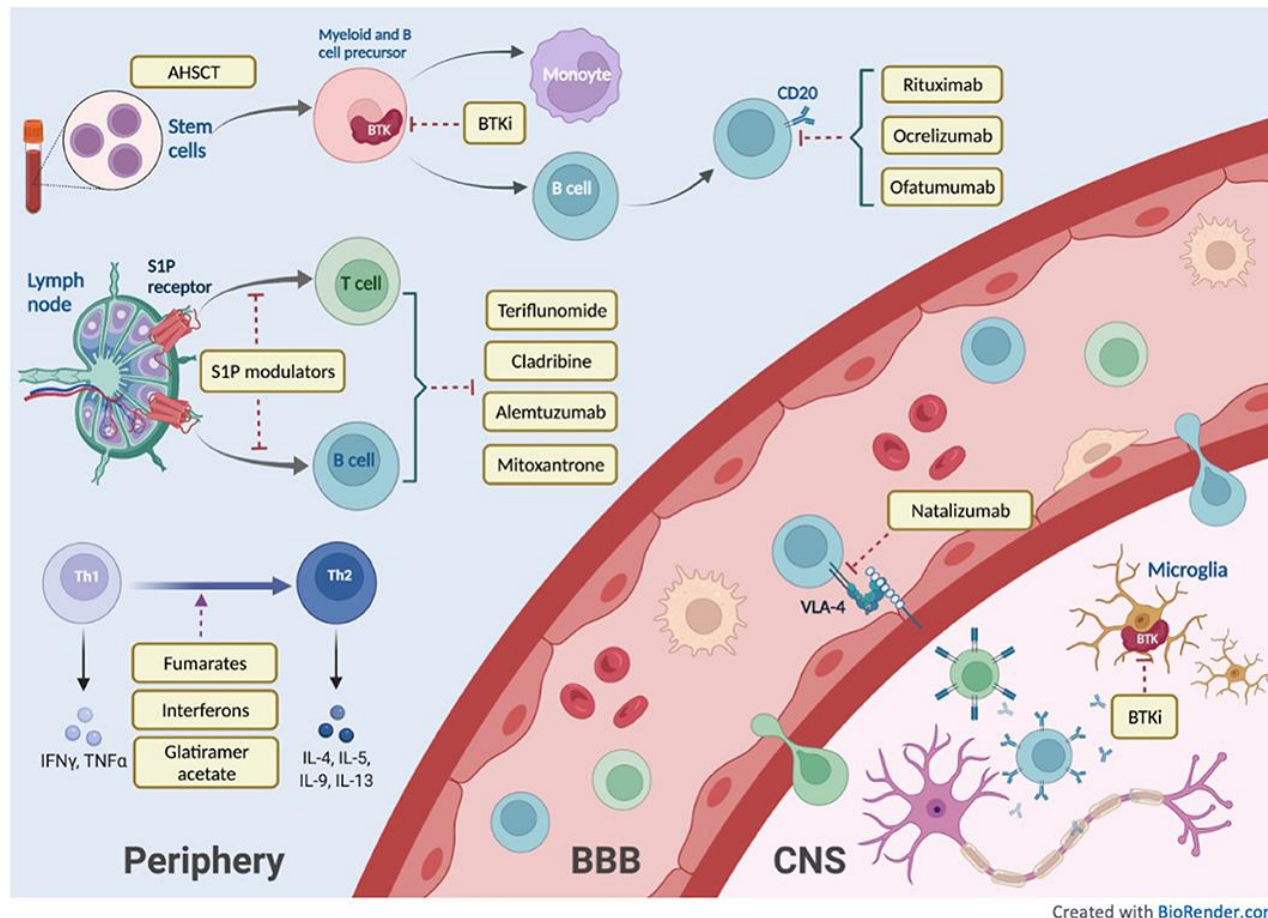 AHSCT
Stem
cells
Myeloid and B
cell precursor
BTK
BTKi
Monoyte
B cell
CD20
Rituximab
Ocrelizumab
Ofatumumab
Lymph
node
S1P
receptor
S1P modulators
T cell
B cell
Teriflunomide
Cladribine
Alemtuzumab
Mitoxantrone
Th1
Th2
Fumarates
Interferons
Glatiramer
acetate
IFNγ, TNFα
IL-4, IL-5,
IL-9, IL-13
Natalizumab
VLA-4
Microglia
BTK
BTKi
Periphery
BBB
CNS
Created with BioRender.com